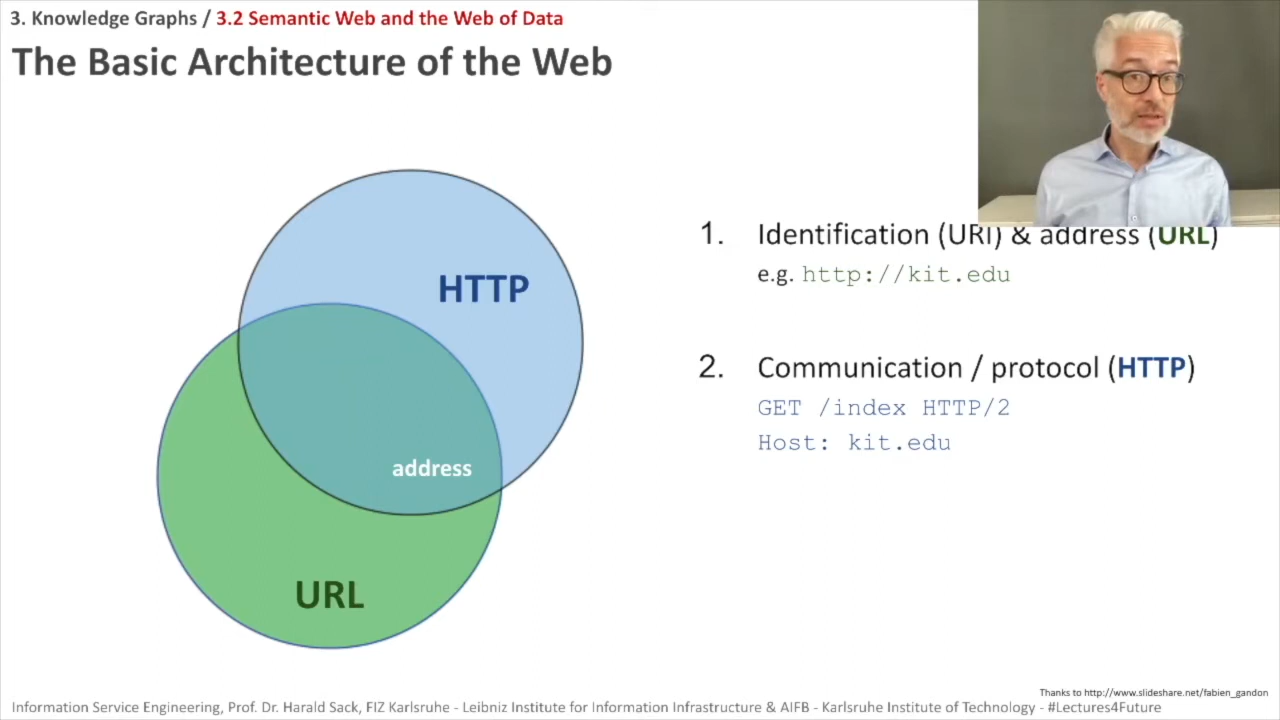 3. Knowledge Graphs / 3.2 Semantic Web and the Web of Data
The Basic Architecture of the Web
HTTP
address
URL
1. Identification (URI) & address (URL)
e.g. http://kit.edu
2. Communication / protocol (HTTP)
GET /index HTTP/2
Host: kit.edu
Thanks to http://www.slideshare.net/fabien_gandon
Information Service Engineering, Prof. Dr. Harald Sack, FIZ Karlsruhe - Leibniz Institute for Information Infrastructure & AIFB - Karlsruhe Institute of Technology - #Lectures4Future